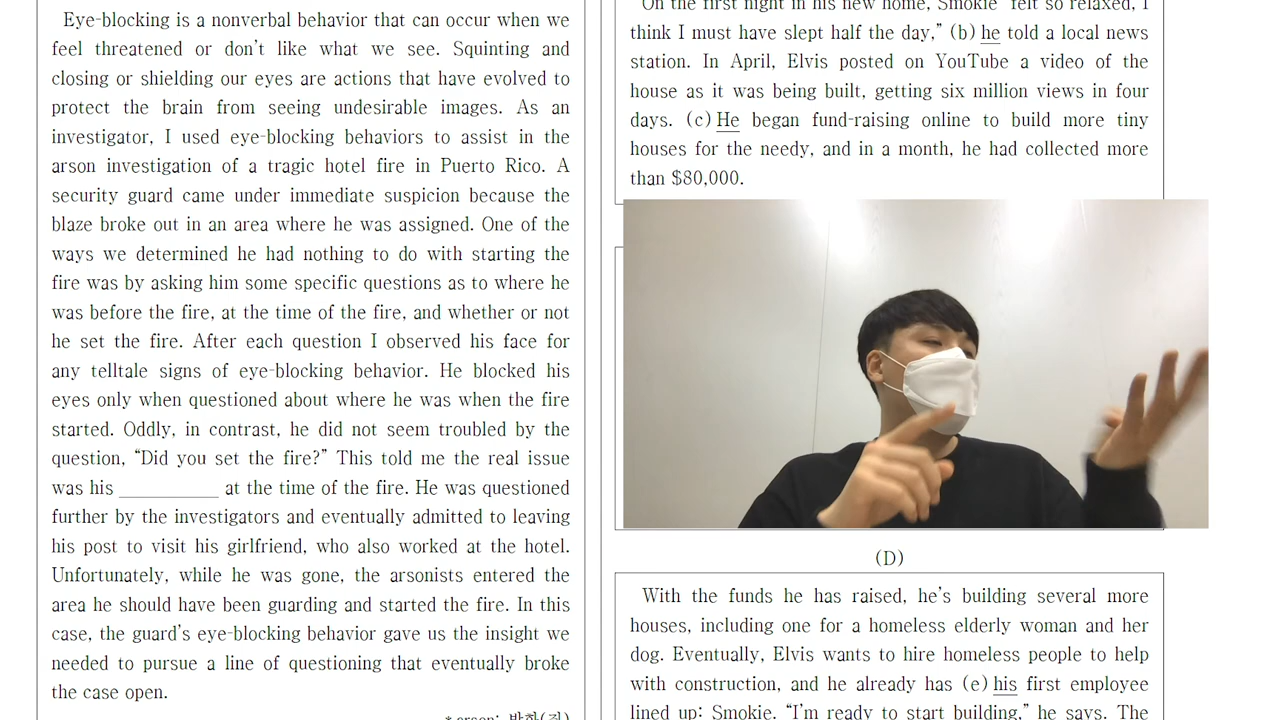 Eye-blocking is a nonverbal behavior that can occur when we
feel threatened or don't like what we see. Squinting and
closing or shielding our eyes are actions that have evolved to
protect the brain from seeing undesirable images. As an
investigator, I used eye-blocking behaviors to assist in the
arson investigation of a tragic hotel fire in Puerto Rico. A
security guard came under immediate suspicion because the
blaze broke out in an area where he was assigned. One of the
ways we determined he had nothing to do with starting the
fire was by asking him some specific questions as to where he
was before the fire, at the time of the fire, and whether or not
he set the fire. After each question I observed his face for
any telltale signs of eye-blocking behavior. He blocked his
eyes only when questioned about where he was when the fire
started. Oddly, in contrast, he did not seem troubled by the
question, “Did you set the fire?” This told me the real issue
was his __________ at the time of the fire. He was questioned
further by the investigators and eventually admitted to leaving
his post to visit his girlfriend, who also worked at the hotel.
Unfortunately, while he was gone, the arsonists entered the
area he should have been guarding and started the fire. In this
case, the guard's eye-blocking behavior gave us the insight we
needed to pursue a line of questioning that eventually broke
the case open.
* arson: 방화(죄)
On the first night in his new home, Smokie “felt so relaxed, I
think I must have slept half the day,” (b) he told a local news
station. In April, Elvis posted on YouTube a video of the
house as it was being built, getting six million views in four
days. (c) He began fund-raising online to build more tiny
houses for the needy, and in a month, he had collected more
than $80,000.
(D)
With the funds he has raised, he's building several more
houses, including one for a homeless elderly woman and her
dog. Eventually, Elvis wants to hire homeless people to help
with construction, and he already has (e) his first employee
lined up: Smokie. “I'm ready to start building,” he says. The